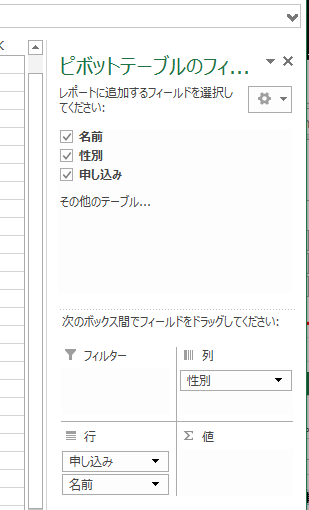 ピボットテーブルのフィ...
レポートに追加するフィールドを選択し
てください:
名前
性別
申し込み
その他のテーブル...
次のボックス間でフィールドをドラッグしてください:
フィルター
列
性別
行
Σ 値
申し込み
名前